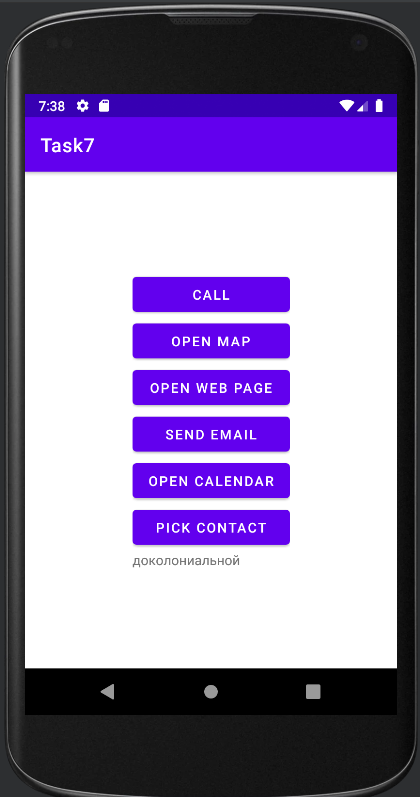 7:38
Task7
CALL
OPEN MAP
OPEN WEB PAGE
SEND EMAIL
OPEN CALENDAR
PICK CONTACT
доколониальной